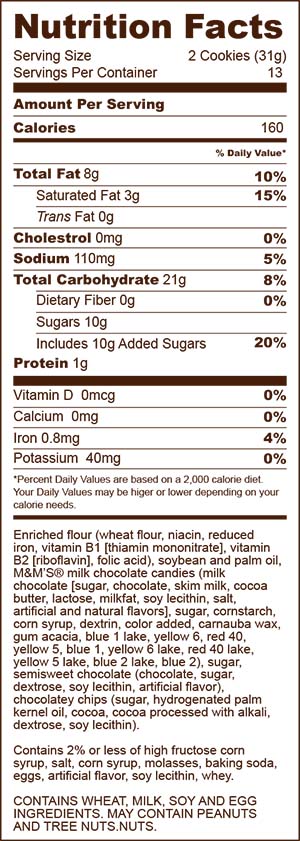 Nutrition Facts
Serving Size 2 Cookies (31g)
Servings Per Container 13
Amount Per Serving
Calories 160
% Daily Value*
Total Fat 8g 10%
Saturated Fat 3g 15%
Trans Fat 0g
Cholestrol 0mg 0%
Sodium 110mg 5%
Total Carbohydrate 21g 8%
Dietary Fiber 0g 0%
Sugars 10g
Includes 10g Added Sugars 20%
Protein 1g
Vitamin D 0mcg 0%
Calcium 0mg 0%
Iron 0.8mg 4%
Potassium 40mg 0%
*Percent Daily Values are based on a 2,000 calorie diet.
Your Daily Values may be higer or lower depending on your
calorie needs.
Enriched flour (wheat flour, niacin, reduced
iron, vitamin B1 [thiamin mononitrate], vitamin
B2 [riboflavin], folic acid), soybean and palm oil,
M&M'S® milk chocolate candies (milk
chocolate [sugar, chocolate, skim milk, cocoa
butter, lactose, milkfat, soy lecithin, salt,
artificial and natural flavors], sugar, cornstarch,
corn syrup, dextrin, color added, carnauba wax,
gum acacia, blue 1 lake, yellow 6, red 40,
yellow 5, blue 1, yellow 6 lake, red 40 lake,
yellow 5 lake, blue 2 lake, blue 2), sugar,
semisweet chocolate (chocolate, sugar,
dextrose, soy lecithin, artificial flavor),
chocolatey chips (sugar, hydrogenated palm
kernel oil, cocoa, cocoa processed with alkali,
dextrose, soy lecithin).
Contains 2% or less of high fructose corn
syrup, salt, corn syrup, molasses, baking soda,
eggs, artificial flavor, soy lecithin, whey.
CONTAINS WHEAT, MILK, SOY AND EGG
INGREDIENTS. MAY CONTAIN PEANUTS
AND TREE NUTS.NUTS.